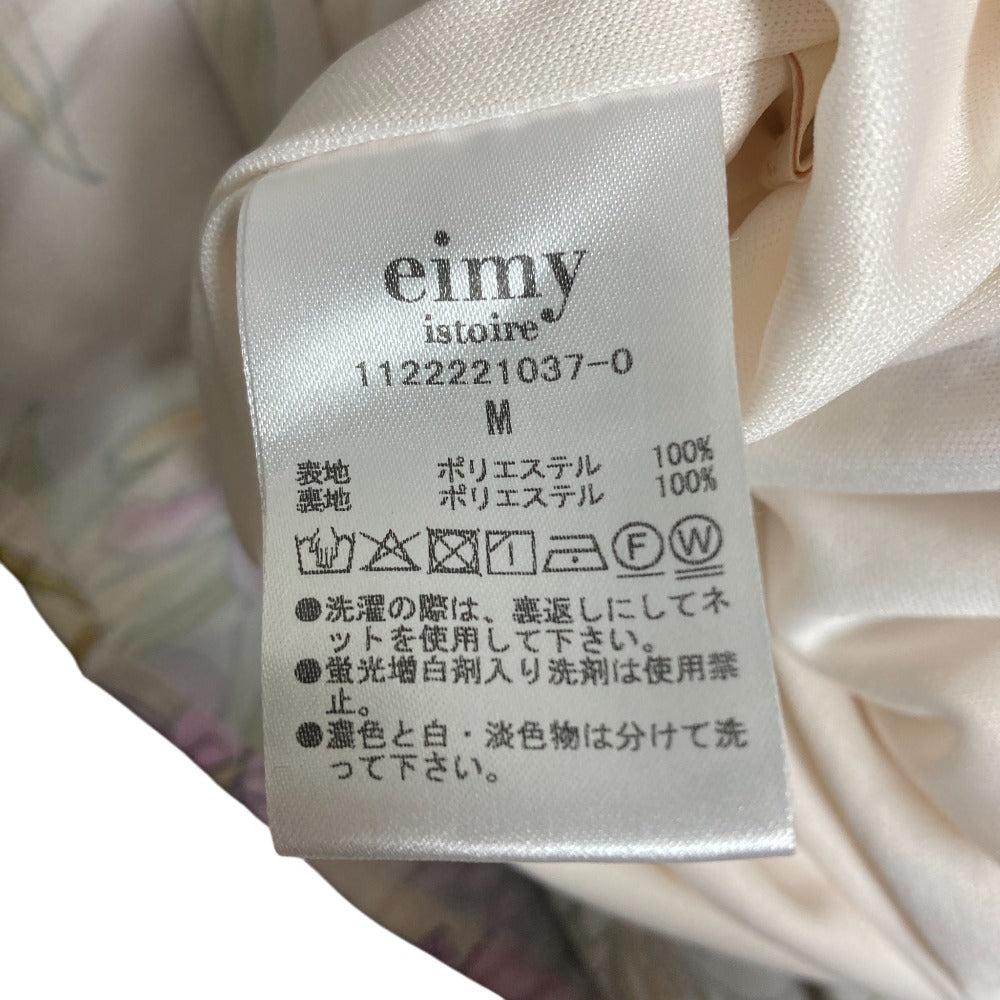 eimy
istoire
1122221037-0
M
表地 ポリエステル 100%
裏地 ポリエステル 100%
F W
●洗濯の際は、裏返しにしてネ
ットを使用して下さい。
●蛍光増白剤入り洗剤は使用禁
止。
●濃色と白・淡色物は分けて洗
って下さい。